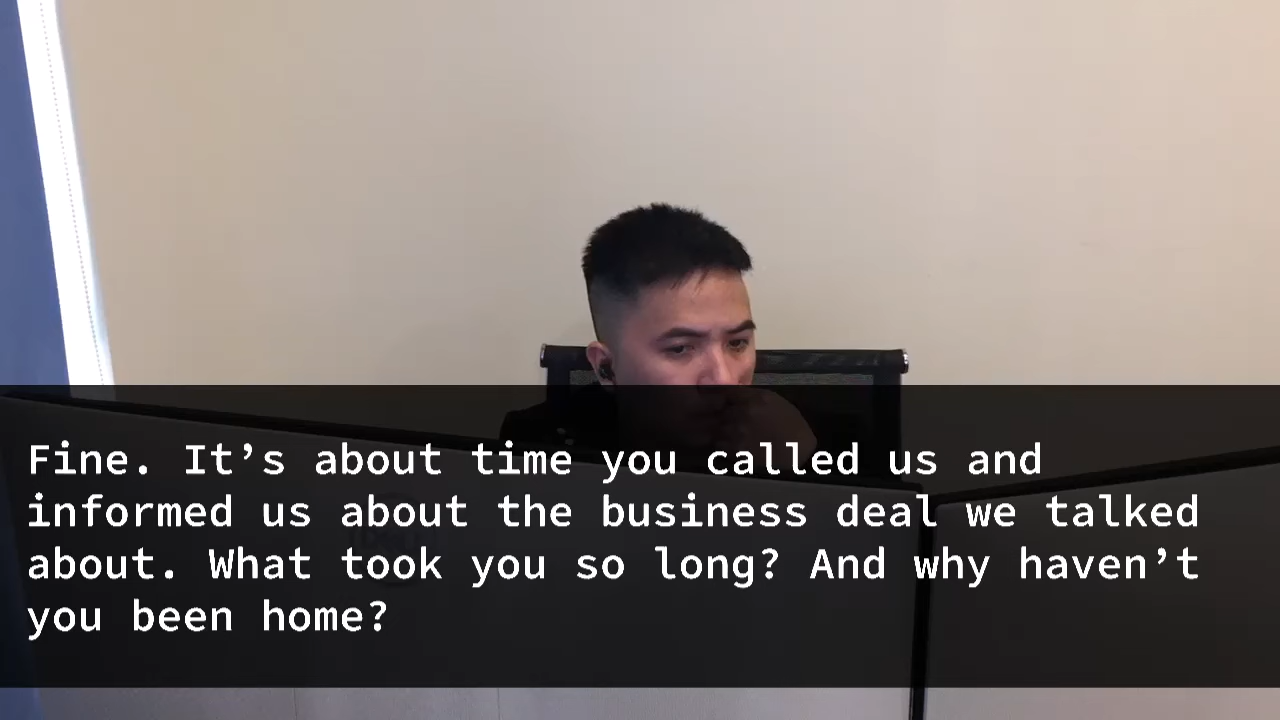 Fine. It’s about time you called us and
informed us about the business deal we talked
about. What took you so long? And why haven’t
you been home?